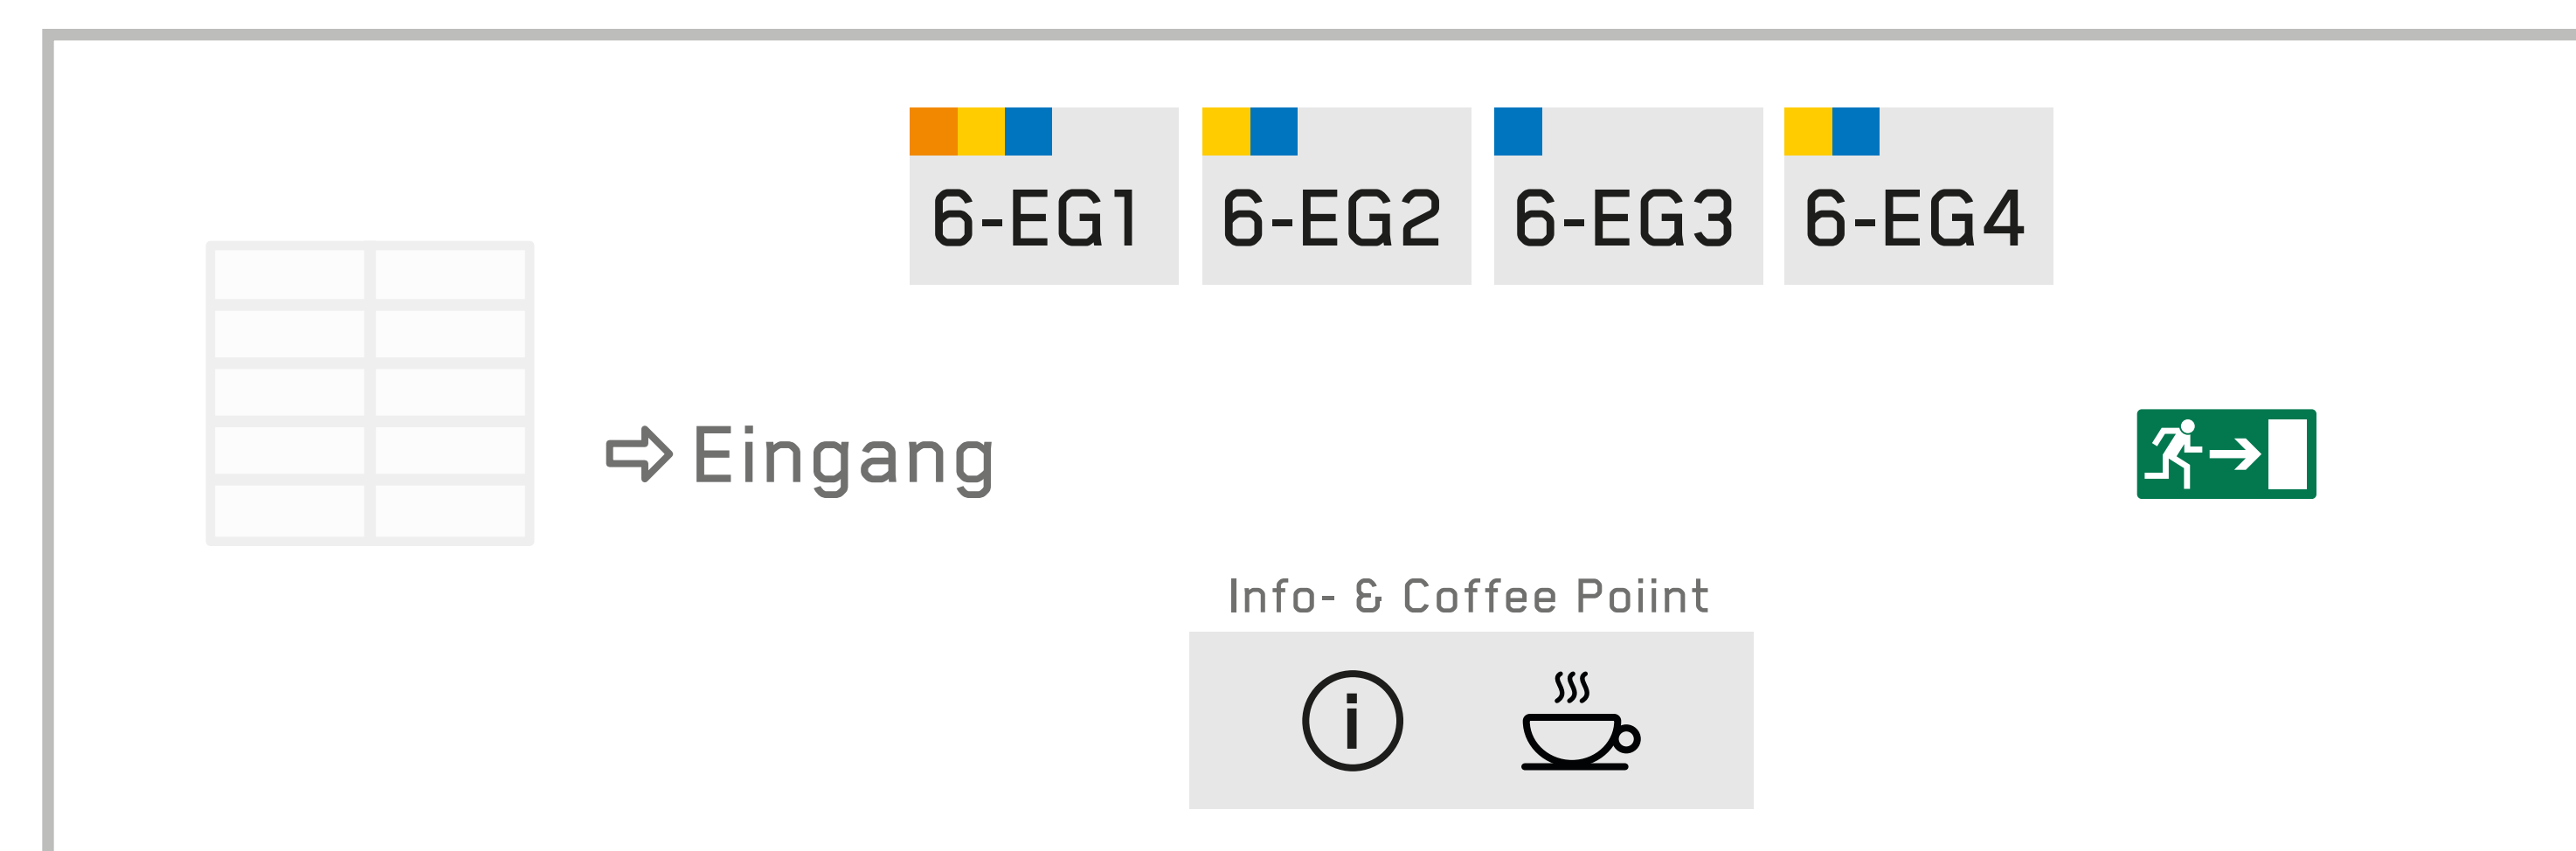 6-EG1 6-EG2 6-EG3 6-EG4
Eingang
Info- & Coffee Poiint
i